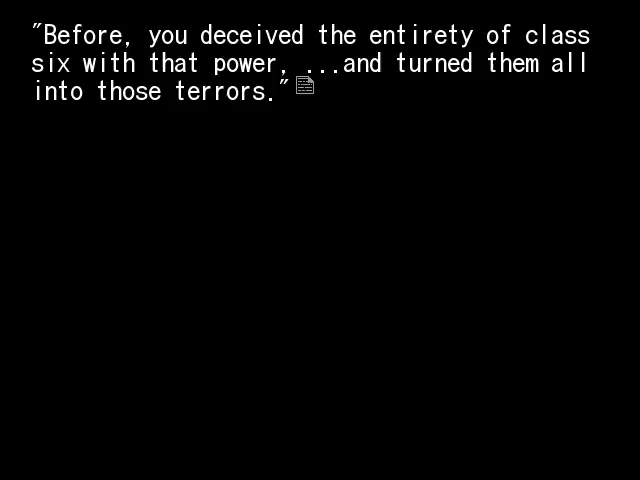 "Before, you deceived the entirety of class
six with that power, ...and turned them all
into those terrors."